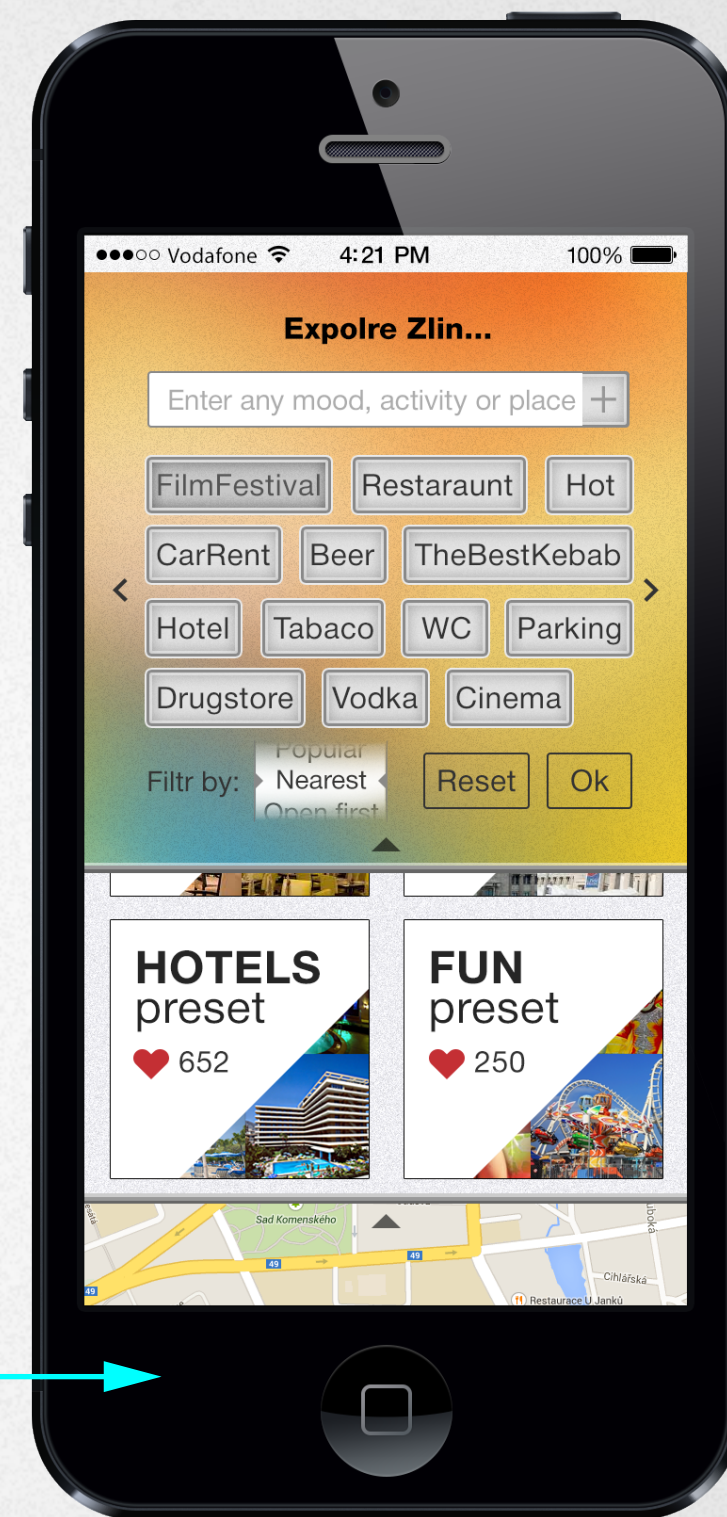 Vodafone 4:21 PM 100%
Expolre Zlin...
Enter any mood, activity or place +
FilmFestival Restaraunt Hot
CarRent Beer TheBestKebab
Hotel Tabaco WC Parking
Drugstore Vodka Cinema
Popular
Filtr by: Nearest Reset Ok
Open first
HOTELS FUN
preset preset
652 250
Sad Komenského
49 49
Cihlářská
49
Restaurace U Janků